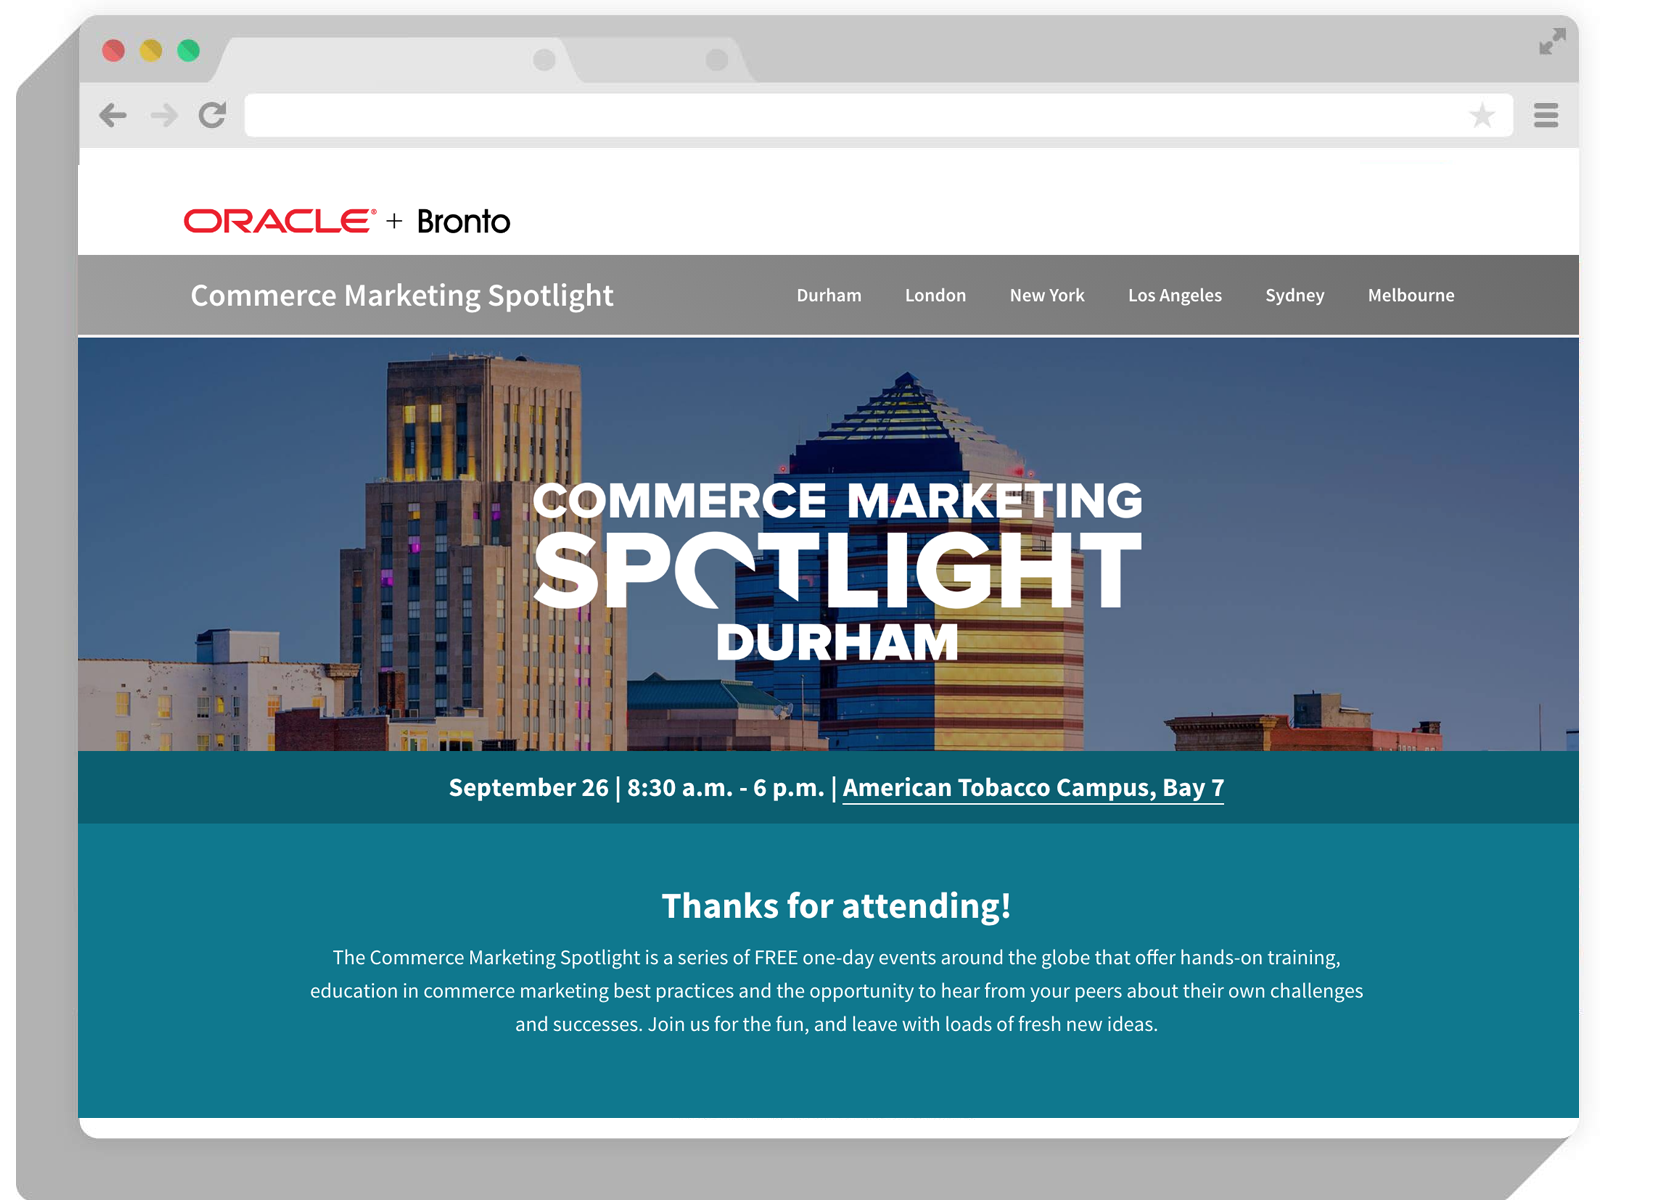 ORACLE® + Bronto
Commerce Marketing Spotlight Durham London New York Los Angeles Sydney Melbourne
COMMERCE MARKETING
SPOTLIGHT
DURHAM
September 26 | 8:30 a.m. - 6 p.m. | American Tobacco Campus, Bay 7
Thanks for attending!
The Commerce Marketing Spotlight is a series of FREE one-day events around the globe that offer hands-on training,
education in commerce marketing best practices and the opportunity to hear from your peers about their own challenges
and successes. Join us for the fun, and leave with loads of fresh new ideas.